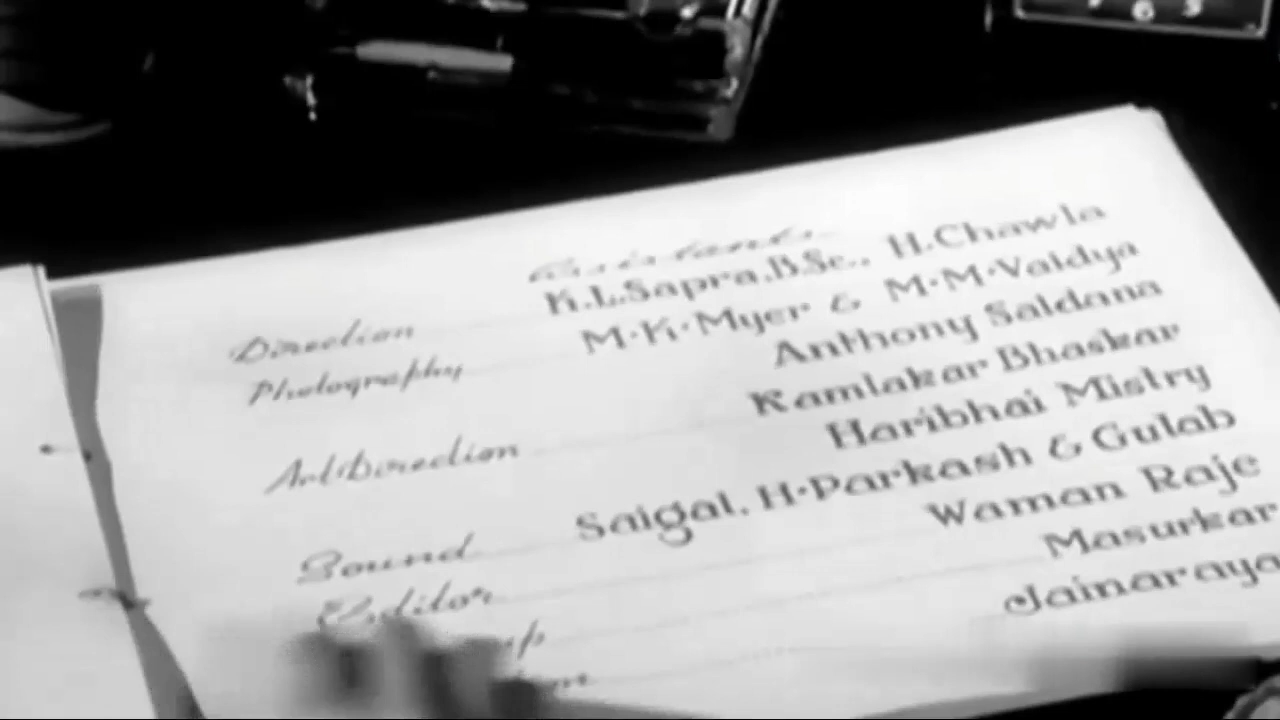 Assistants
Direction K.L.Sapra.B.Sc., H.Chawla
Photography M.K.Myer & M.M.Vaidya
Anthony Saldana
Art Direction Kamlakar Bhaskar
Haribhai Mistry
Sound Saigal. H.Parkash & Gulab
Editor Waman Raje
Masurkar
Jainaraya